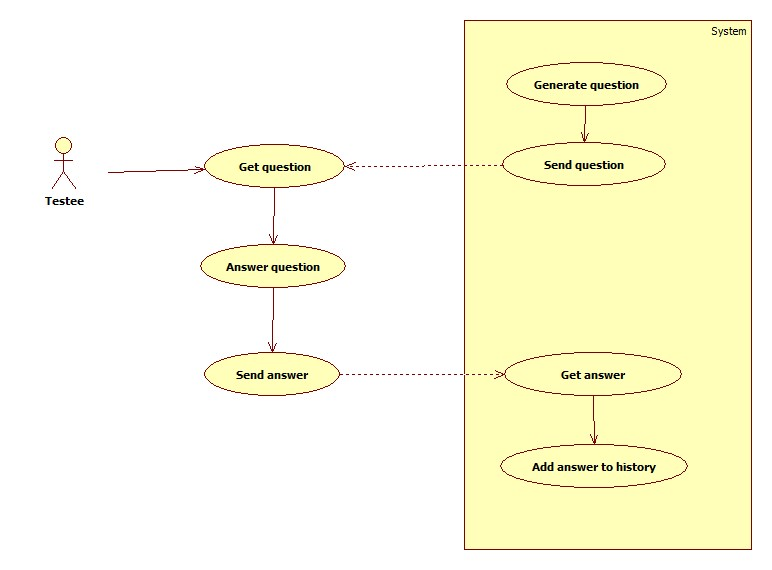 System
Generate question
Get question
Send question
Testee
Answer question
Send answer
Get answer
Add answer to history